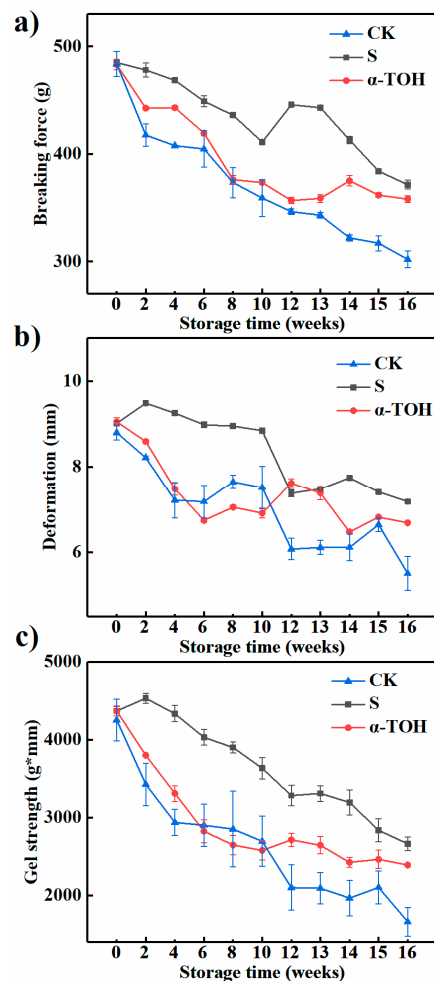 a)
CK
S
α-TOH
Breaking force (g)
500
400
300
0 2 4 6 8 10 12 13 14 15 16
Storage time (weeks)
b)
CK
S
α-TOH
Deformation (mm)
10
8
6
0 2 4 6 8 10 12 13 14 15 16
Storage time (weeks)
c)
CK
S
α-TOH
Gel strength (g*mm)
5000
4000
3000
2000
0 2 4 6 8 10 12 13 14 15 16
Storage time (weeks)